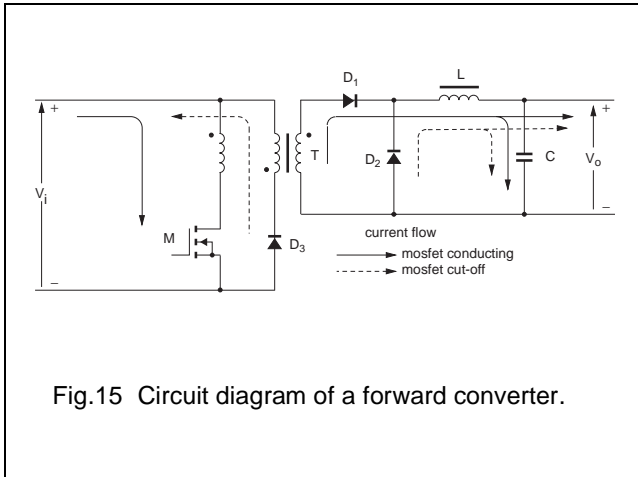 D1
L
+
+
T
D2
C
Vi
Vo
M
D3
−
−
current flow
mosfet conducting
mosfet cut-off
Fig.15 Circuit diagram of a forward converter.